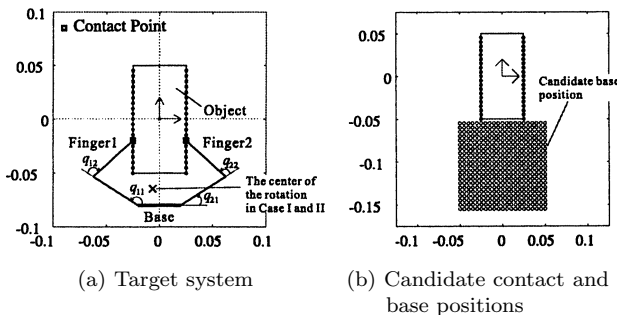 0.1
Contact Point
0.05
Object
0
Finger1
Finger2
q12
q22
-0.05
q11
q21
The center of
the rotation
in Case I and II
Base
-0.1
-0.1 -0.05 0 0.05 0.1
(a) Target system
0.05
0
Candidate base
position
-0.05
-0.1
-0.15
-0.1 -0.05 0 0.05 0.1
(b) Candidate contact and
base positions